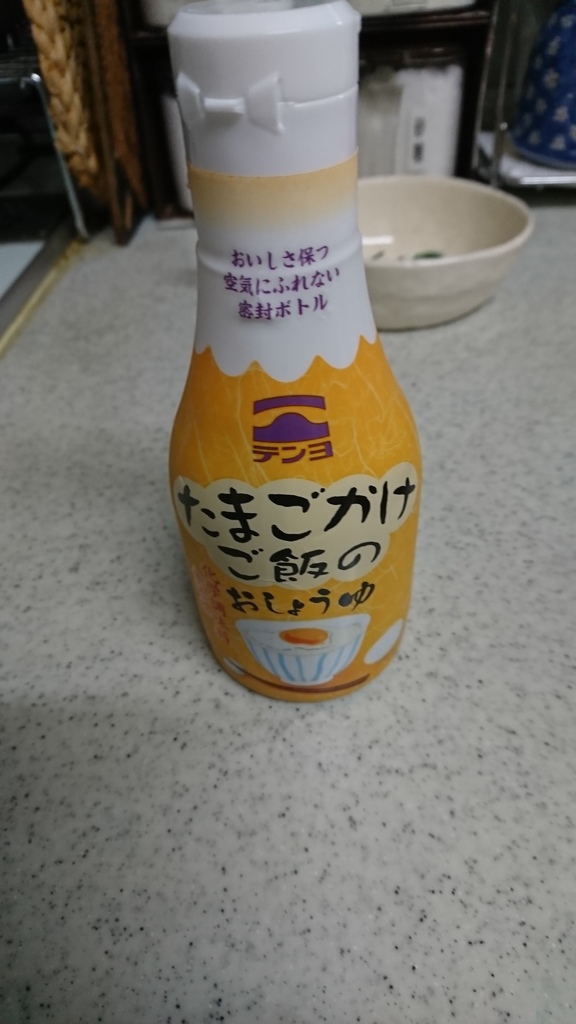 おいしさ保つ
空気にふれない
密封ボトル
テンヨ
たまごかけ
ご飯の
おしょうゆ